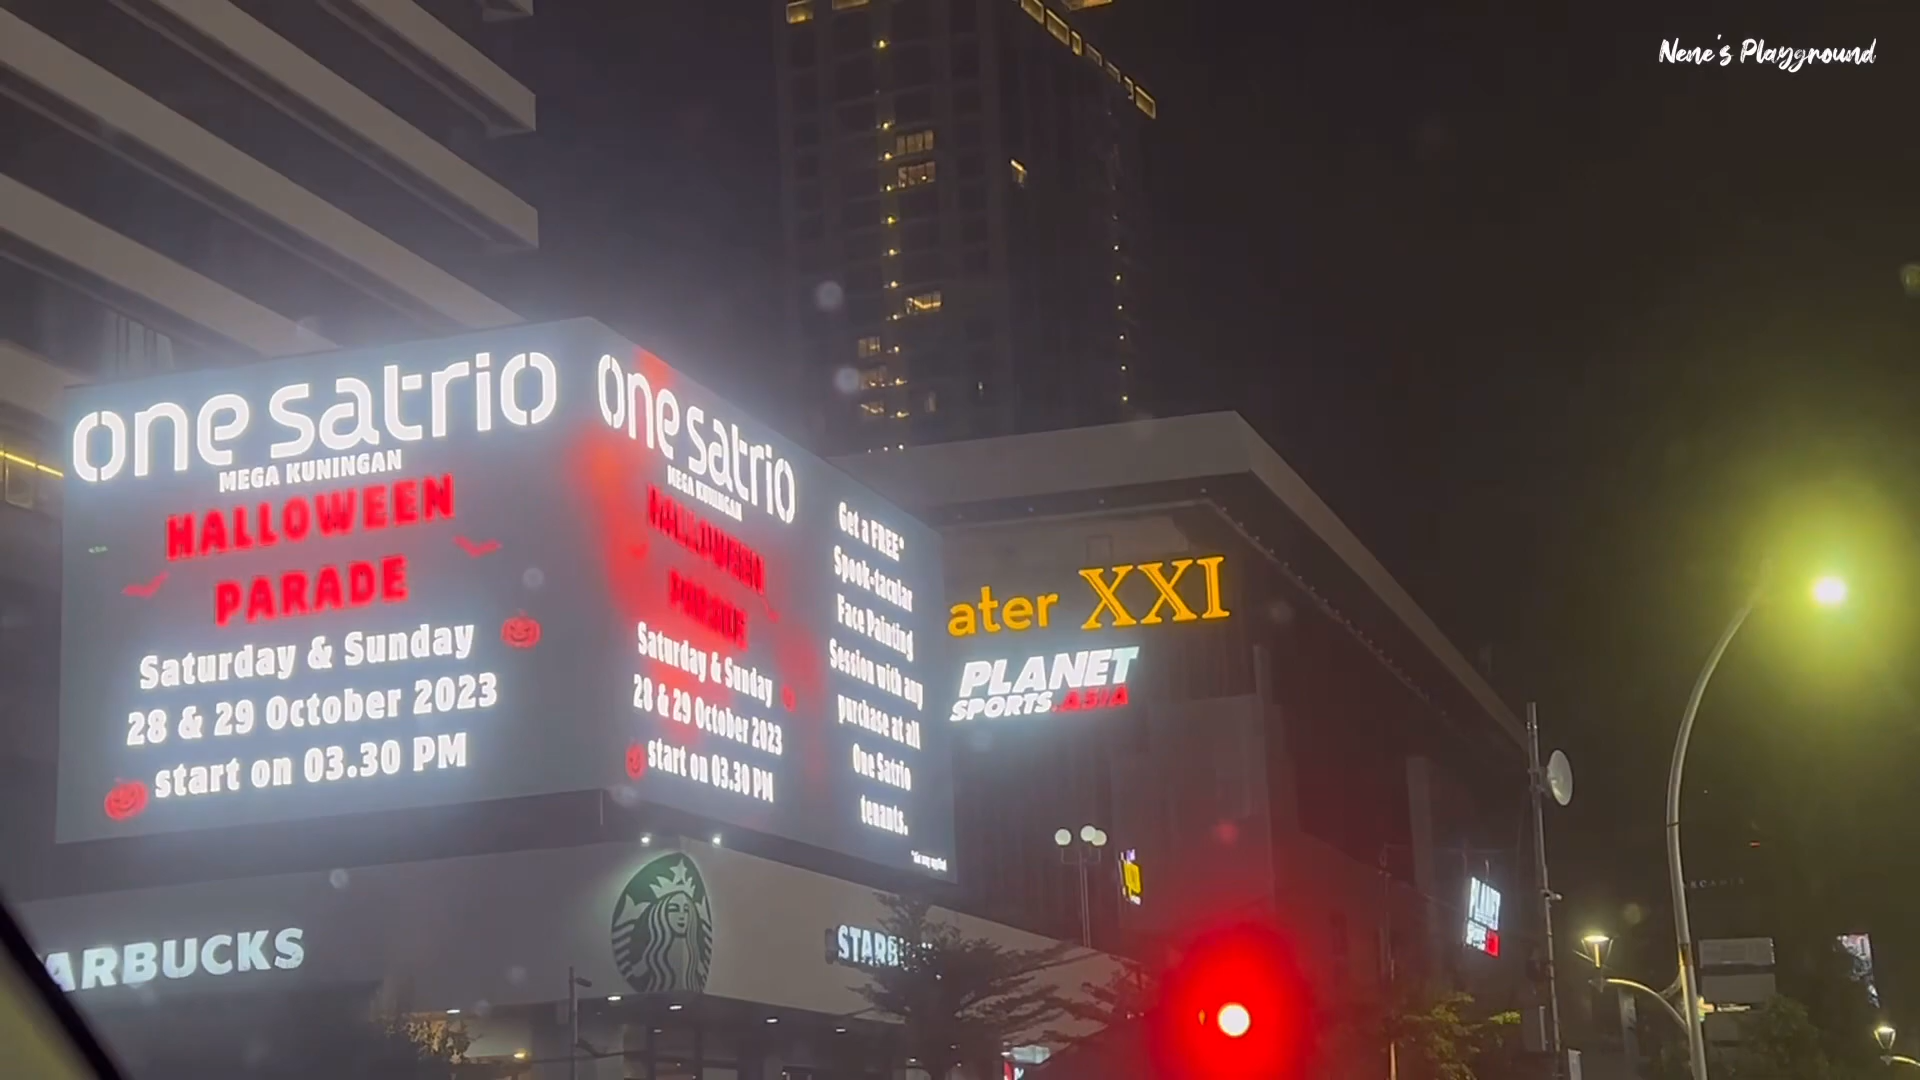 Nene's Playground
one satrio
MEGA KUNINGAN
HALLOWEEN
PARADE
Saturday & Sunday
28 & 29 October 2023
start on 03.30 PM
one satrio
MEGA KUNINGAN
HALLOWEEN
PARADE
Saturday & Sunday
28 & 29 October 2023
start on 03.30 PM
Get a FREE*
Spook-tacular
Face Painting
Session with any
purchase at all
One Satrio
tenants.
ater XXI
PLANET
SPORTS.ASIA
ARBUCKS
STARB
PLANET